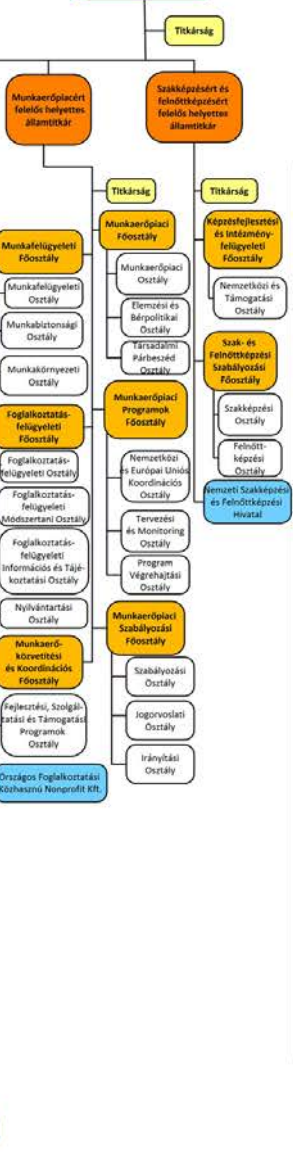 Titkárság
Munkaerőpiacért
felelős helyettes
államtitkár
Szakképzésért és
felnőttképzésért
felelős helyettes
államtitkár
Titkárság
Titkárság
Munkafelügyeleti
Főosztály
Munkafelügyeleti
Osztály
Munkabiztonsági
Osztály
Munkakörnyezeti
Osztály
Foglalkoztatás-
felügyeleti
Főosztály
Foglalkoztatás-
felügyeleti Osztály
Foglalkoztatás-
felügyeleti
Módszertani Osztály
Foglalkoztatás-
felügyeleti
Információs és Tájé-
koztatási Osztály
Nyilvántartási
Osztály
Munkaerő-
közvetítési
és Koordinációs
Főosztály
Fejlesztési, Szolgál-
tatási és Támogatási
Programok
Osztály
Országos Foglalkoztatási
Közhasznú Nonprofit Kft.
Munkaerőpiaci
Főosztály
Munkaerőpiaci
Osztály
Elemzési és
Bérpolitikai
Osztály
Társadalmi
Párbeszéd
Osztály
Munkaerőpiaci
Programok
Főosztály
Nemzetközi
és Európai Uniós
Koordinációs
Osztály
Tervezési
és Monitoring
Osztály
Program
Végrehajtási
Osztály
Munkaerőpiaci
Szabályozási
Főosztály
Szabályozási
Osztály
Jogorvoslati
Osztály
Irányítási
Osztály
Képzésfejlesztési
és Intézmény-
felügyeleti
Főosztály
Nemzetközi és
Támogatási
Osztály
Szak- és
Felnőttképzési
Szabályozási
Főosztály
Szakképzési
Osztály
Felnőtt-
képzési
Osztály
Nemzeti Szakképzési
és Felnőttképzési
Hivatal